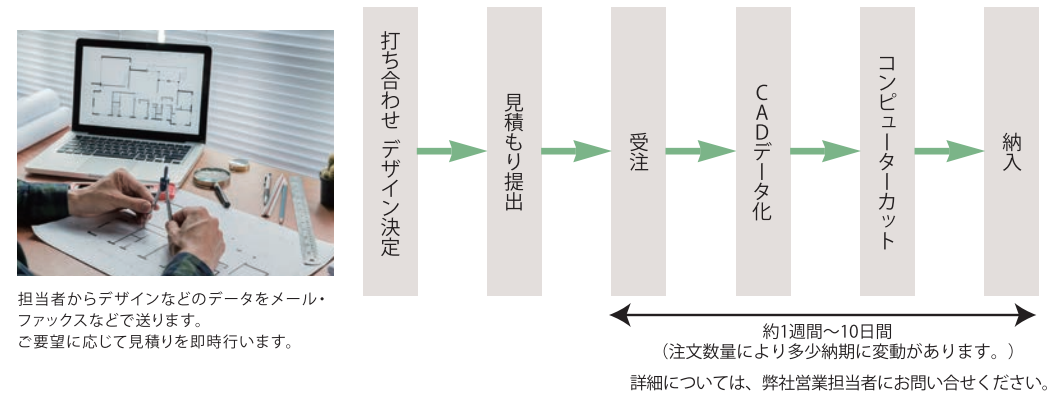 担当者からデザインなどのデータをメール・
ファックスなどで送ります。
ご要望に応じて見積りを即時行います。
打ち合わせ デザイン決定
見積もり提出
受注
CADデータ化
コンピューターカット
納入
約1週間〜10日間
（注文数量により多少納期に変動があります。）
詳細については、弊社営業担当者にお問い合せください。